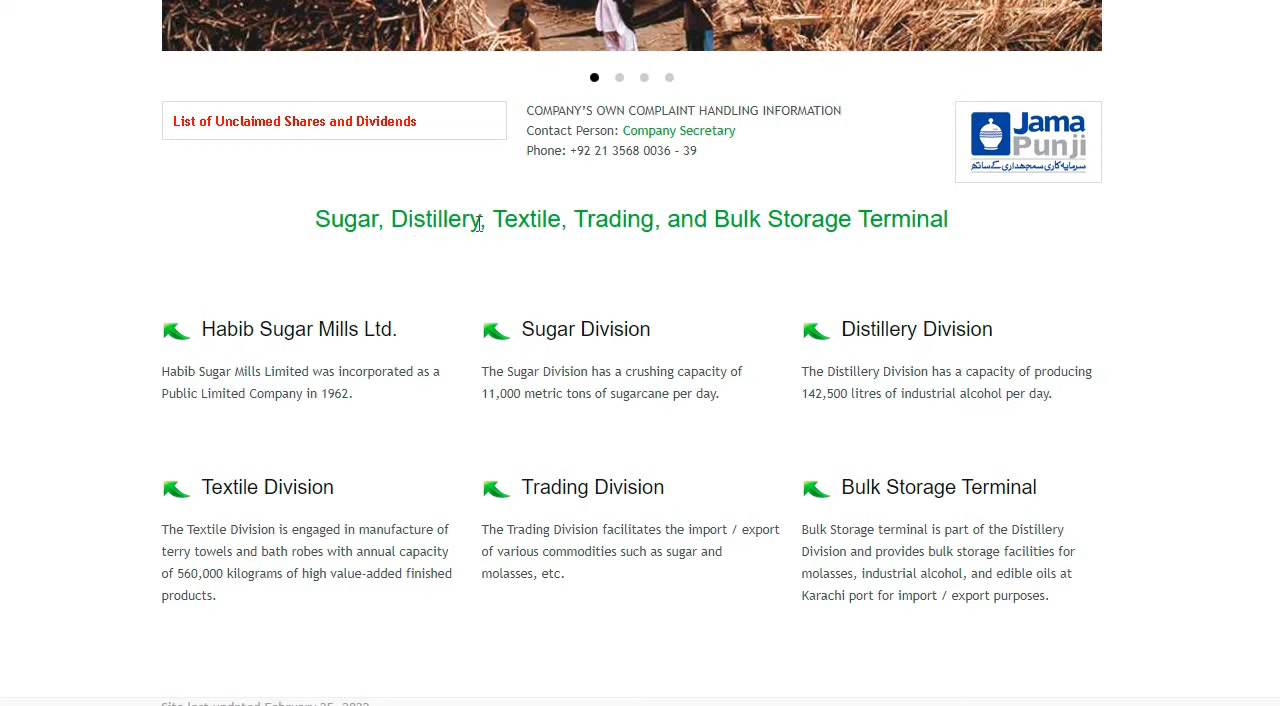 List of Unclaimed Shares and Dividends
COMPANY'S OWN COMPLAINT HANDLING INFORMATION
Contact Person: Company Secretary
Phone: +92 21 3568 0036 - 39
Jama
Punji
سرمایہ کاری سمجھداری کے ساتھ
Sugar, Distillery, Textile, Trading, and Bulk Storage Terminal
Habib Sugar Mills Ltd.
Habib Sugar Mills Limited was incorporated as a
Public Limited Company in 1962.
Sugar Division
The Sugar Division has a crushing capacity of
11,000 metric tons of sugarcane per day.
Distillery Division
The Distillery Division has a capacity of producing
142,500 litres of industrial alcohol per day.
Textile Division
The Textile Division is engaged in manufacture of
terry towels and bath robes with annual capacity
of 560,000 kilograms of high value-added finished
products.
Trading Division
The Trading Division facilitates the import / export
of various commodities such as sugar and
molasses, etc.
Bulk Storage Terminal
Bulk Storage terminal is part of the Distillery
Division and provides bulk storage facilities for
molasses, industrial alcohol, and edible oils at
Karachi port for import / export purposes.
Site last updated February 25,